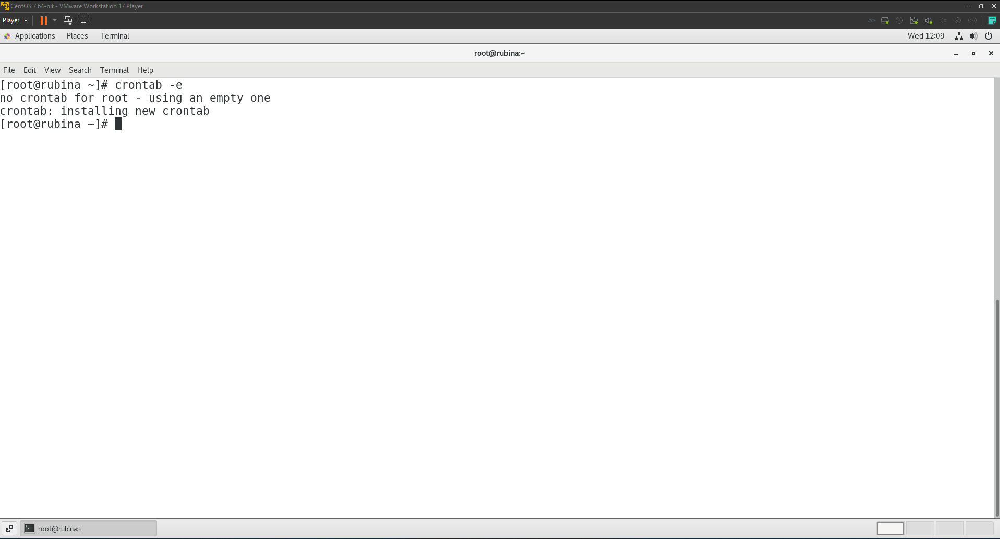 CentOS 7 64-bit - VMware Workstation 17 Player
Player
Applications Places Terminal Wed 12:09
root@rubina:~
File Edit View Search Terminal Help
[root@rubina ~]# crontab -e
no crontab for root - using an empty one
crontab: installing new crontab
[root@rubina ~]#
root@rubina:~